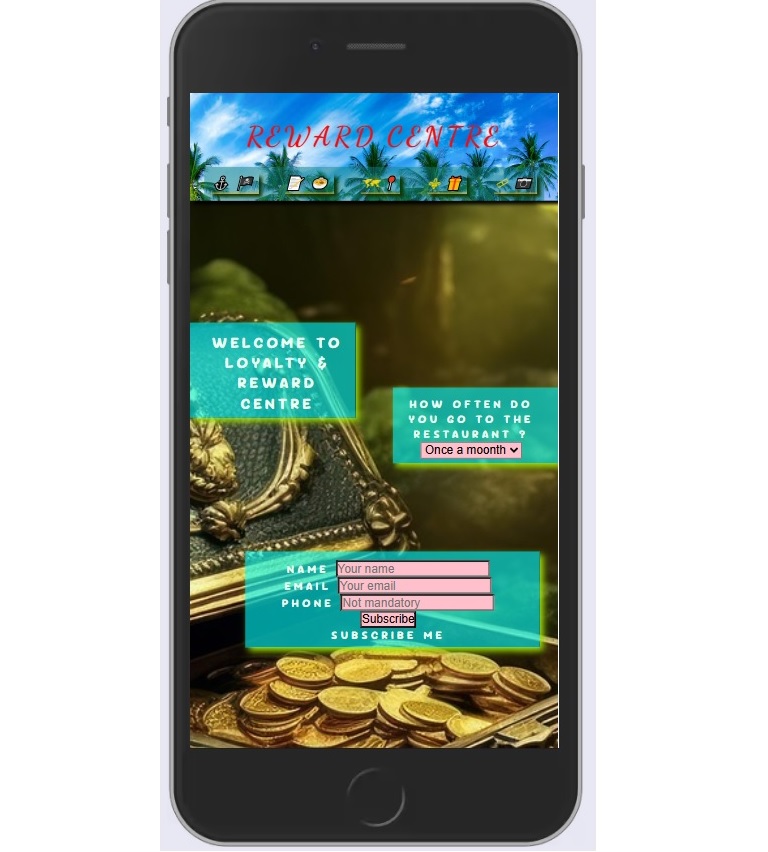 REWARD CENTRE
WELCOME TO
LOYALTY &
REWARD
CENTRE
HOW OFTEN DO
YOU GO TO THE
RESTAURANT ?
Once a moonth
NAME Your name
EMAIL Your email
PHONE Not mandatory
Subscribe
SUBSCRIBE ME